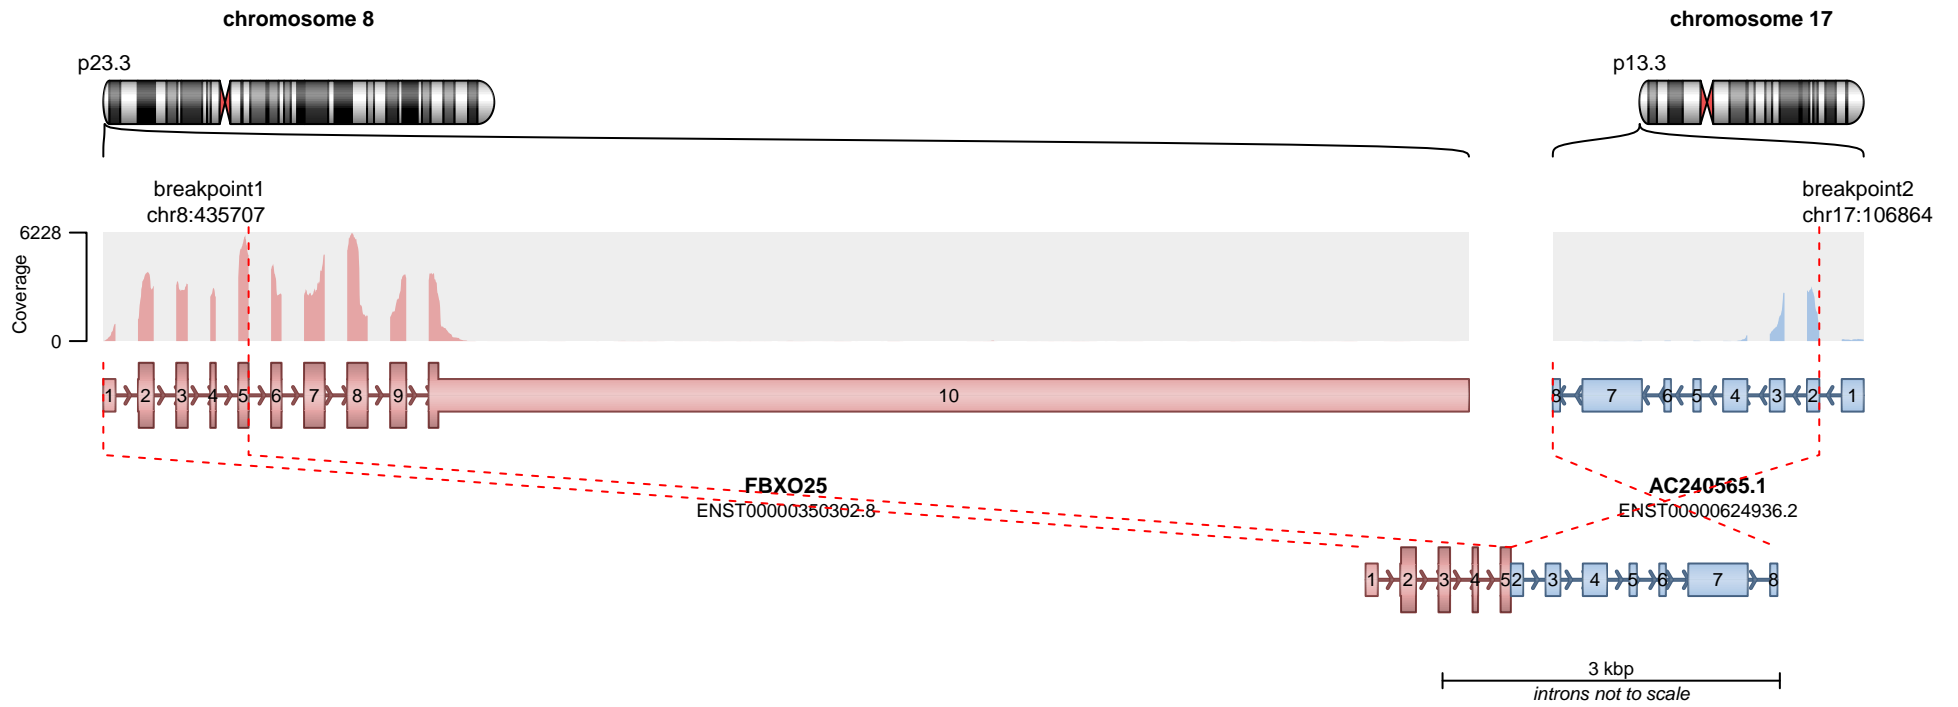 chromosome 8
chromosome 17
p23.3
p13.3
breakpoint1
chr8:435707
breakpoint2
chr17:106864
6228
0
Coverage
1 2 3 4 5 6 7 8 9 10
8 7 6 5 4 3 2 1
FBXO25
ENST00000350302.8
AC240565.1
ENST00000624936.2
1 2 3 4 5 2 3 4 5 6 7 8
3 kbp
introns not to scale